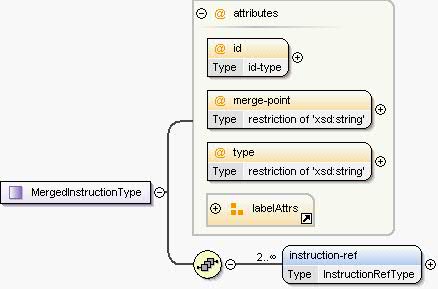 @ attributes
@ id
Type id-type
@ merge-point
Type restriction of 'xsd:string'
@ type
Type restriction of 'xsd:string'
labelAttrs
MergedInstructionType
2..∞
instruction-ref
Type InstructionRefType